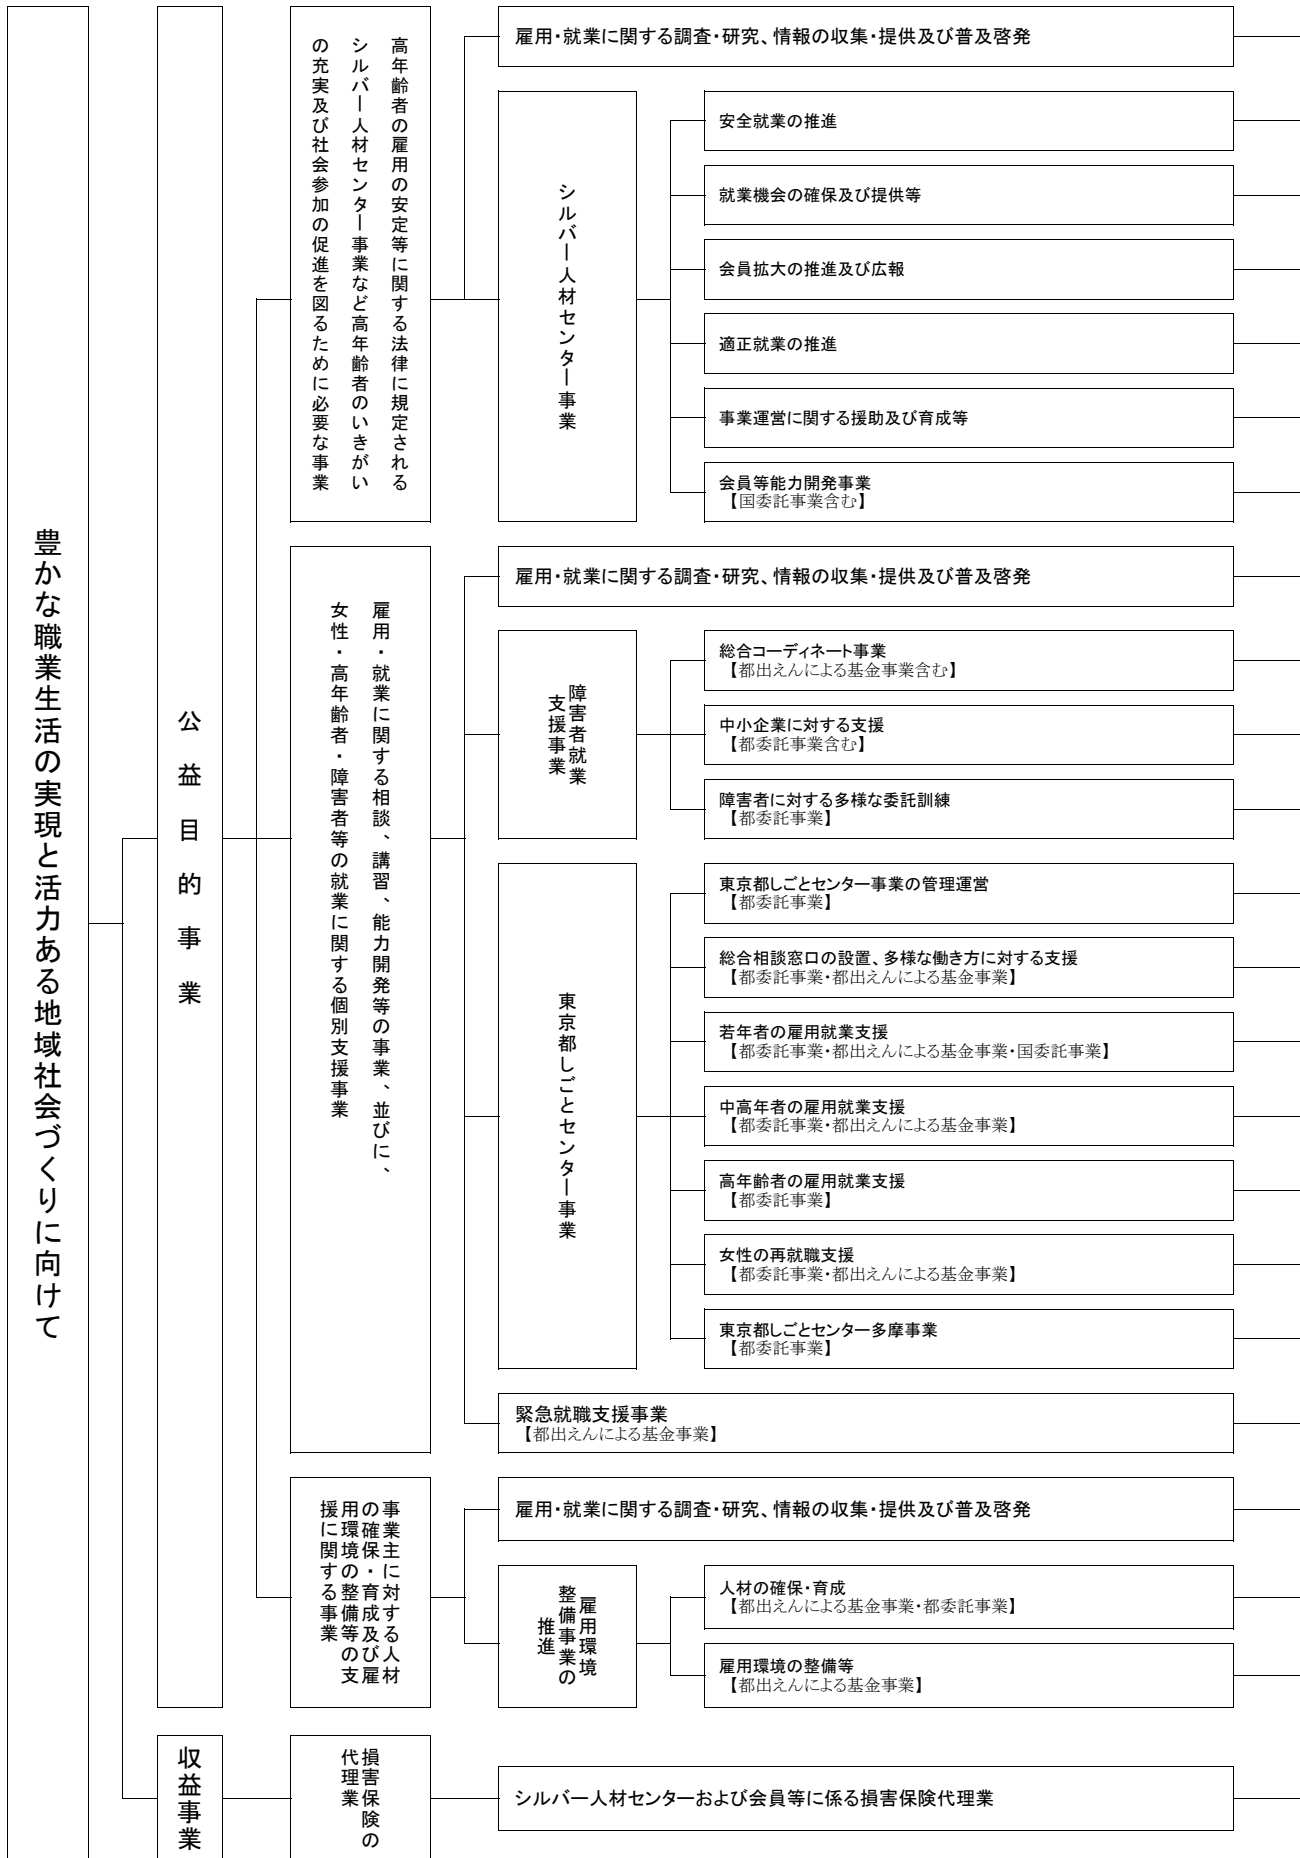 豊かな職業生活の実現と活力ある地域社会づくりに向けて
公益目的事業
高年齢者の雇用の安定等に関する法律に規定される
シルバー人材センター事業など高年齢者のいきがい
の充実及び社会参加の促進を図るために必要な事業
雇用・就業に関する調査・研究、情報の収集・提供及び普及啓発
シルバー人材センター事業
安全就業の推進
就業機会の確保及び提供等
会員拡大の推進及び広報
適正就業の推進
事業運営に関する援助及び育成等
会員等能力開発事業
【国委託事業含む】
雇用・就業に関する相談、講習、能力開発等の事業、並びに、
女性・高年齢者・障害者等の就業に関する個別支援事業
雇用・就業に関する調査・研究、情報の収集・提供及び普及啓発
障害者就業
支援事業
総合コーディネート事業
【都出えんによる基金事業含む】
中小企業に対する支援
【都委託事業含む】
障害者に対する多様な委託訓練
【都委託事業】
東京都しごとセンター事業
東京都しごとセンター事業の管理運営
【都委託事業】
総合相談窓口の設置、多様な働き方に対する支援
【都委託事業・都出えんによる基金事業】
若年者の雇用就業支援
【都委託事業・都出えんによる基金事業・国委託事業】
中高年者の雇用就業支援
【都委託事業・都出えんによる基金事業】
高年齢者の雇用就業支援
【都委託事業】
女性の再就職支援
【都委託事業・都出えんによる基金事業】
東京都しごとセンター多摩事業
【都委託事業】
緊急就職支援事業
【都出えんによる基金事業】
事業主に対する人材
の確保・育成及び雇
用環境の整備等の支
援に関する事業
雇用・就業に関する調査・研究、情報の収集・提供及び普及啓発
雇用環境
整備事業の
推進
人材の確保・育成
【都出えんによる基金事業・都委託事業】
雇用環境の整備等
【都出えんによる基金事業】
収益事業
損害保険の
代理業
シルバー人材センターおよび会員等に係る損害保険代理業